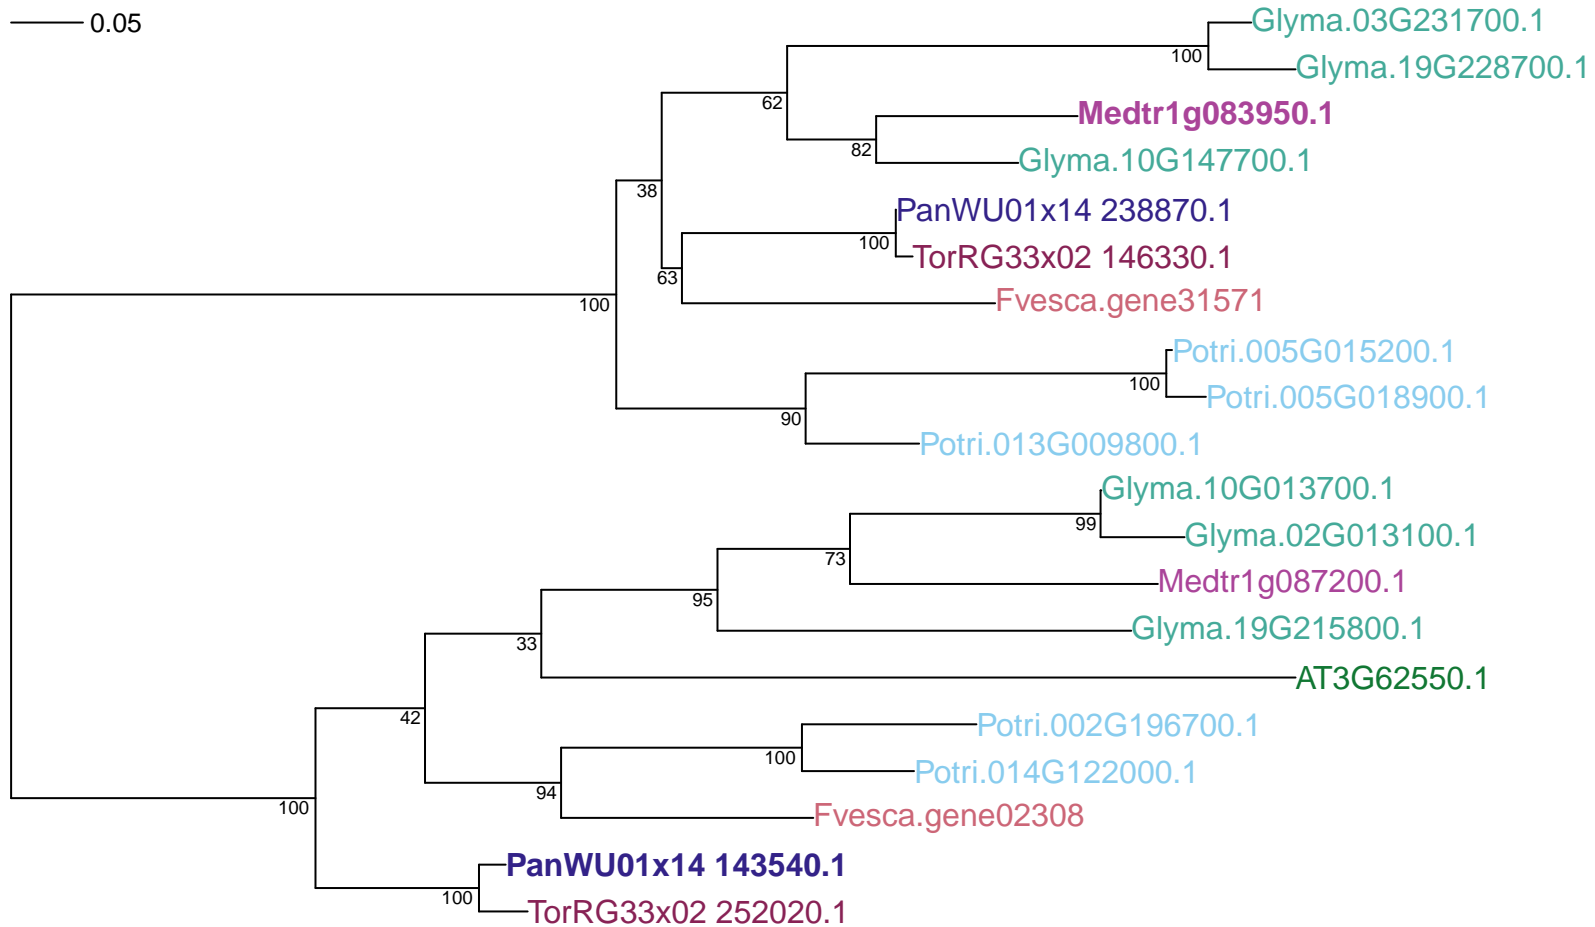 0.05
Glyma.03G231700.1
100
Glyma.19G228700.1
62
Medtr1g083950.1
82
Glyma.10G147700.1
38
PanWU01x14 238870.1
100
TorRG33x02 146330.1
63
Fvesca.gene31571
100
Potri.005G015200.1
100
Potri.005G018900.1
90
Potri.013G009800.1
Glyma.10G013700.1
99
Glyma.02G013100.1
73
Medtr1g087200.1
95
Glyma.19G215800.1
33
AT3G62550.1
42
Potri.002G196700.1
100
Potri.014G122000.1
94
Fvesca.gene02308
100
PanWU01x14 143540.1
100
TorRG33x02 252020.1